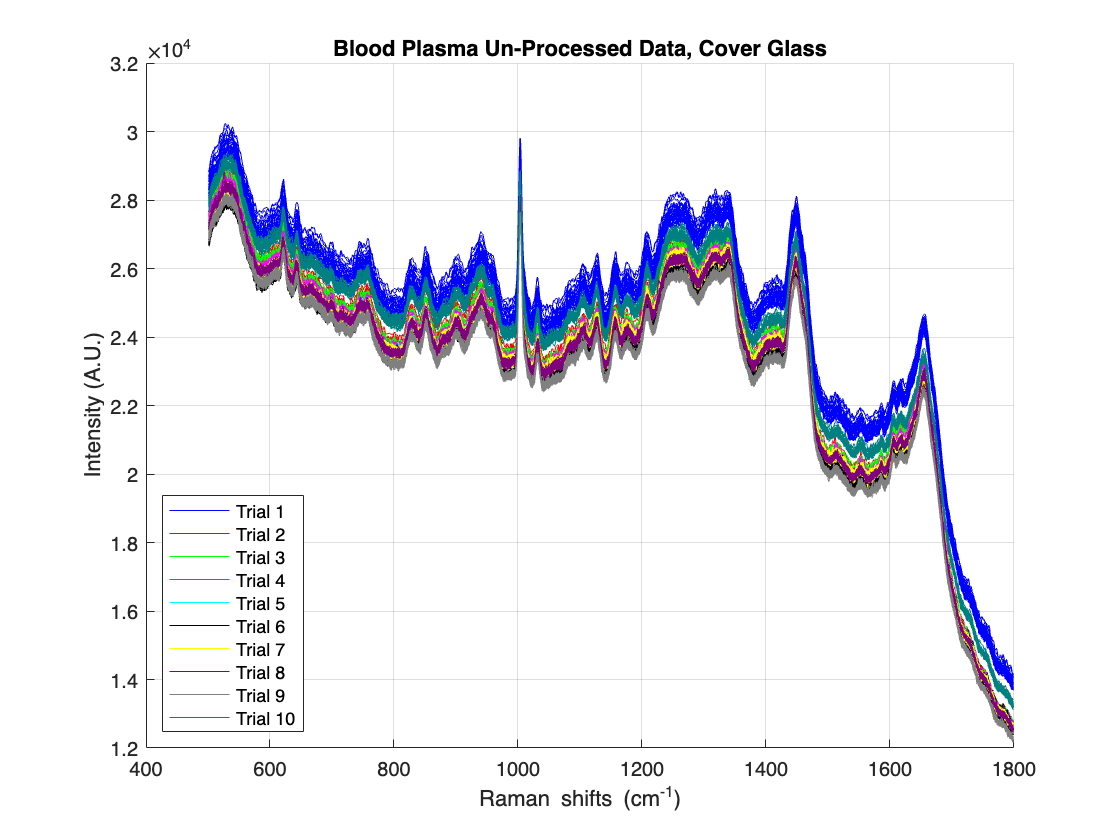 Blood Plasma Un-Processed Data, Cover Glass
×10⁴
3.2
3
2.8
2.6
2.4
2.2
2
1.8
1.6
1.4
1.2
Intensity (A.U.)
Trial 1
Trial 2
Trial 3
Trial 4
Trial 5
Trial 6
Trial 7
Trial 8
Trial 9
Trial 10
400 600 800 1000 1200 1400 1600 1800
Raman shifts (cm⁻¹)